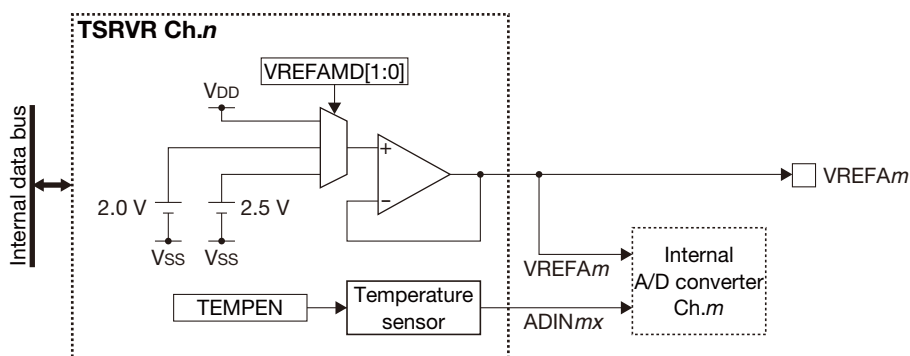 TSRVR Ch.n
VREFAMD[1:0]
VDD
Internal data bus
+
−
VREFAm
2.0 V
2.5 V
VSS
VSS
VREFAm
Internal
A/D converter
Ch.m
TEMPEN
Temperature
sensor
ADINmx